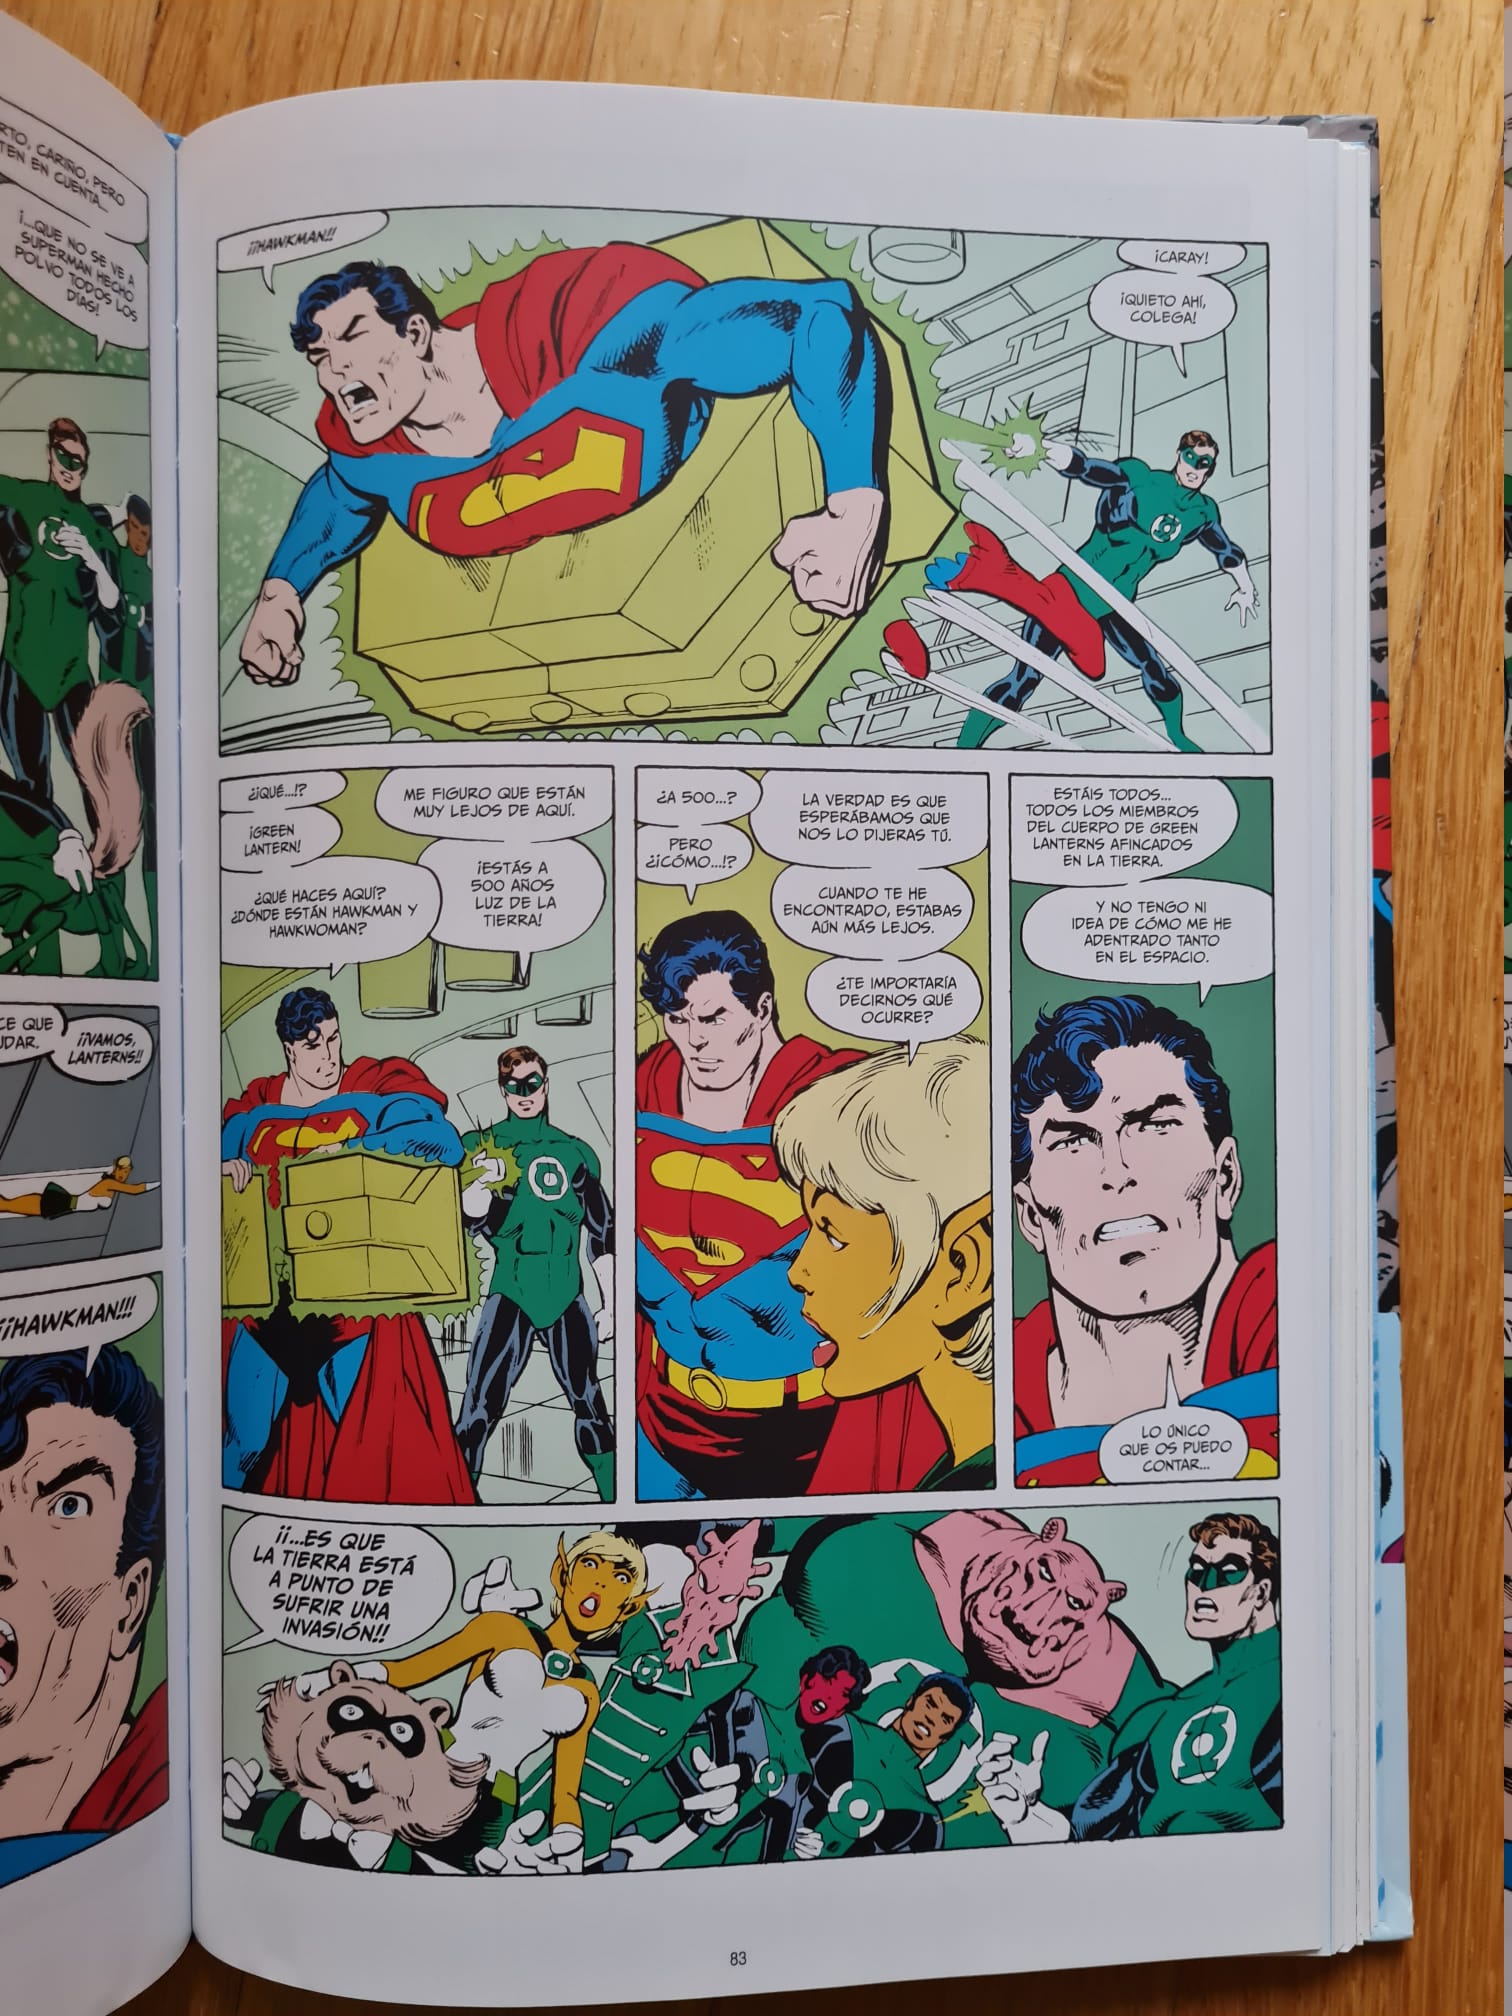 CARIÑO, PERO
TEN EN CUENTA...
¡...QUE NO SE VE A
SUPERMAN HECHO
POLVO TODOS LOS
DÍAS!
CE QUE
¡¡VAMOS,
LANTERNS!!
¡¡HAWKMAN!!!
¡¡HAWKMAN!!
¡CARAY!
¡QUIETO AHÍ,
COLEGA!
¿¡QUÉ...!?
¡GREEN
LANTERN!
¿QUÉ HACES AQUÍ?
¿DÓNDE ESTÁN HAWKMAN Y
HAWKWOMAN?
ME FIGURO QUE ESTÁN
MUY LEJOS DE AQUÍ.
¡ESTÁS A
500 AÑOS
LUZ DE LA
TIERRA!
¿A 500...?
PERO
¿¡CÓMO...!?
LA VERDAD ES QUE
ESPERÁBAMOS QUE
NOS LO DIJERAS TÚ.
CUANDO TE HE
ENCONTRADO, ESTABAS
AÚN MÁS LEJOS.
¿TE IMPORTARÍA
DECIRNOS QUÉ
OCURRE?
ESTÁIS TODOS...
TODOS LOS MIEMBROS
DEL CUERPO DE GREEN
LANTERNS AFINCADOS
EN LA TIERRA.
Y NO TENGO NI
IDEA DE CÓMO ME HE
ADENTRADO TANTO
EN EL ESPACIO.
LO ÚNICO
QUE OS PUEDO
CONTAR...
¡¡...ES QUE
LA TIERRA ESTÁ
A PUNTO DE
SUFRIR UNA
INVASIÓN!!
83